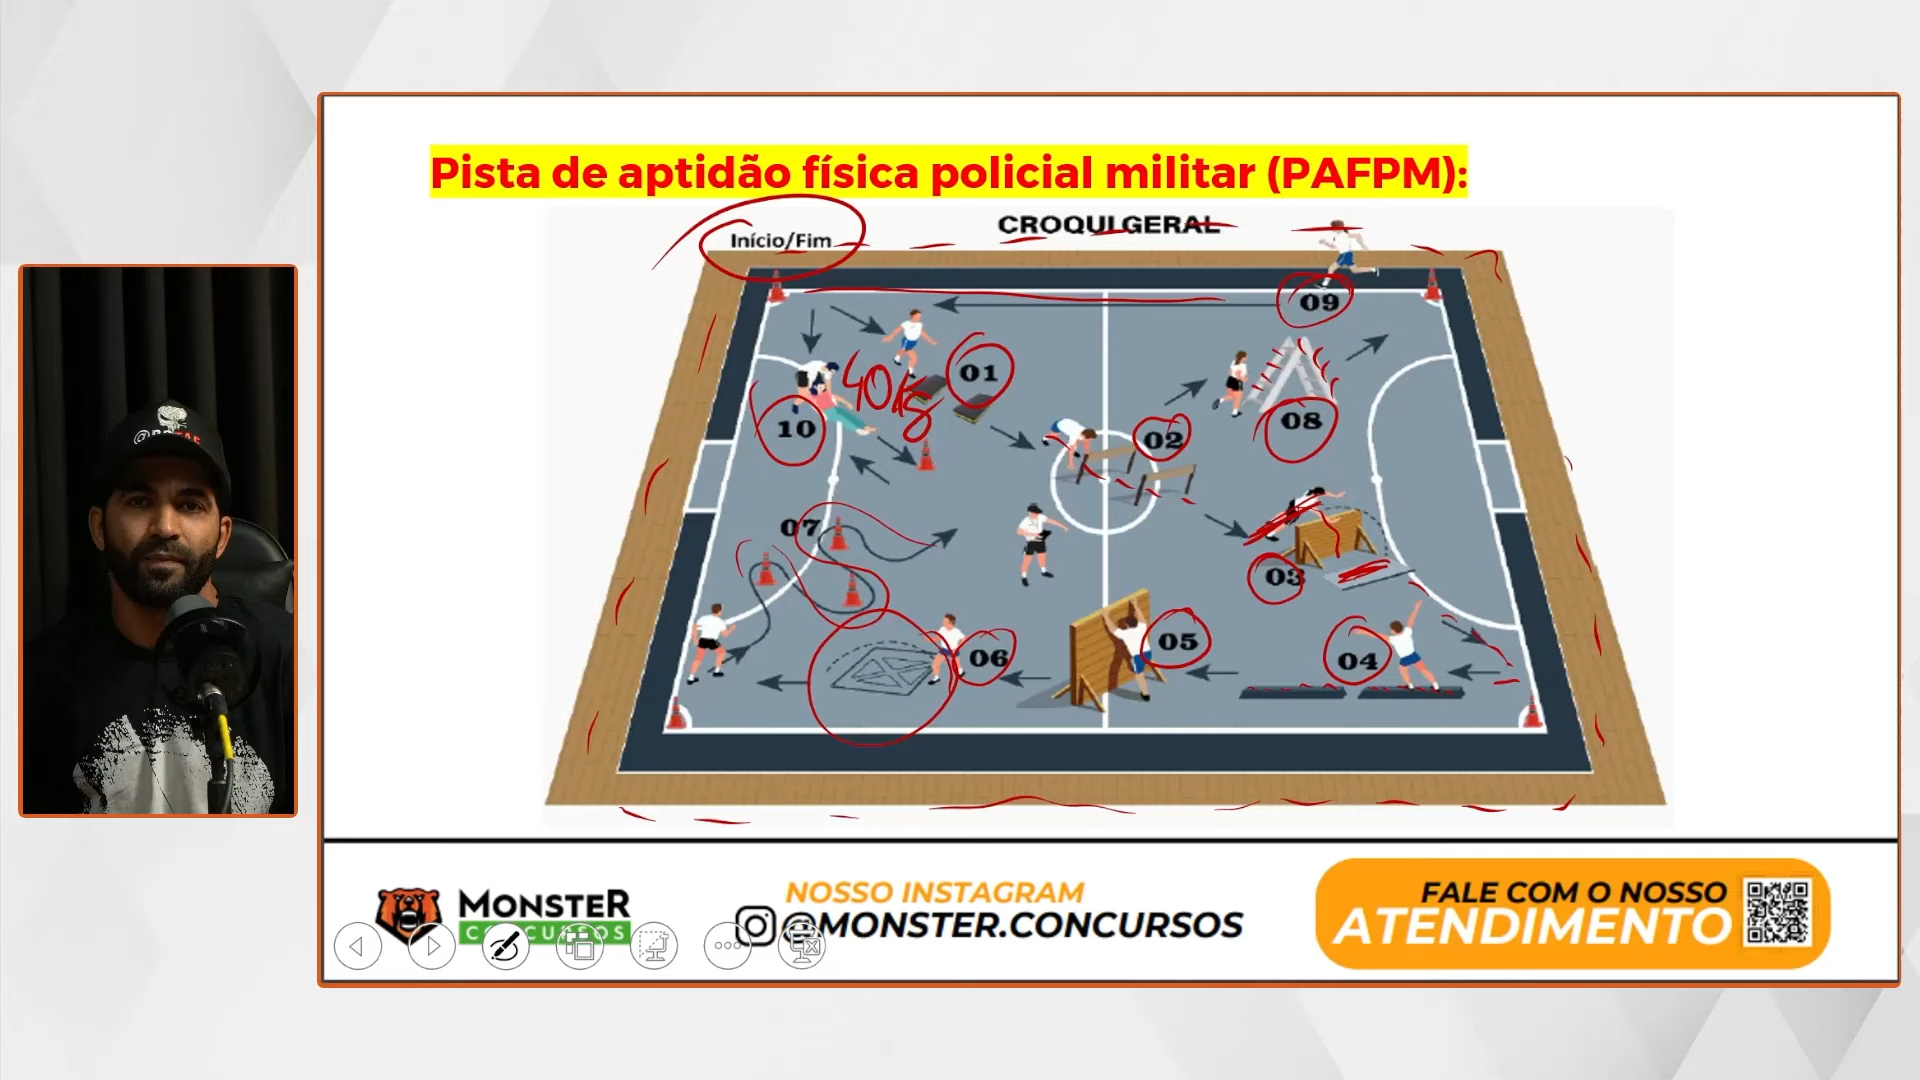 Pista de aptidão física policial militar (PAFPM):
CROQUI GERAL
Início/Fim
09
01
40kg
10
02
08
07
03
06
05
04
MONSTER
CONCURSOS
NOSSO INSTAGRAM
@MONSTER.CONCURSOS
FALE COM O NOSSO
ATENDIMENTO